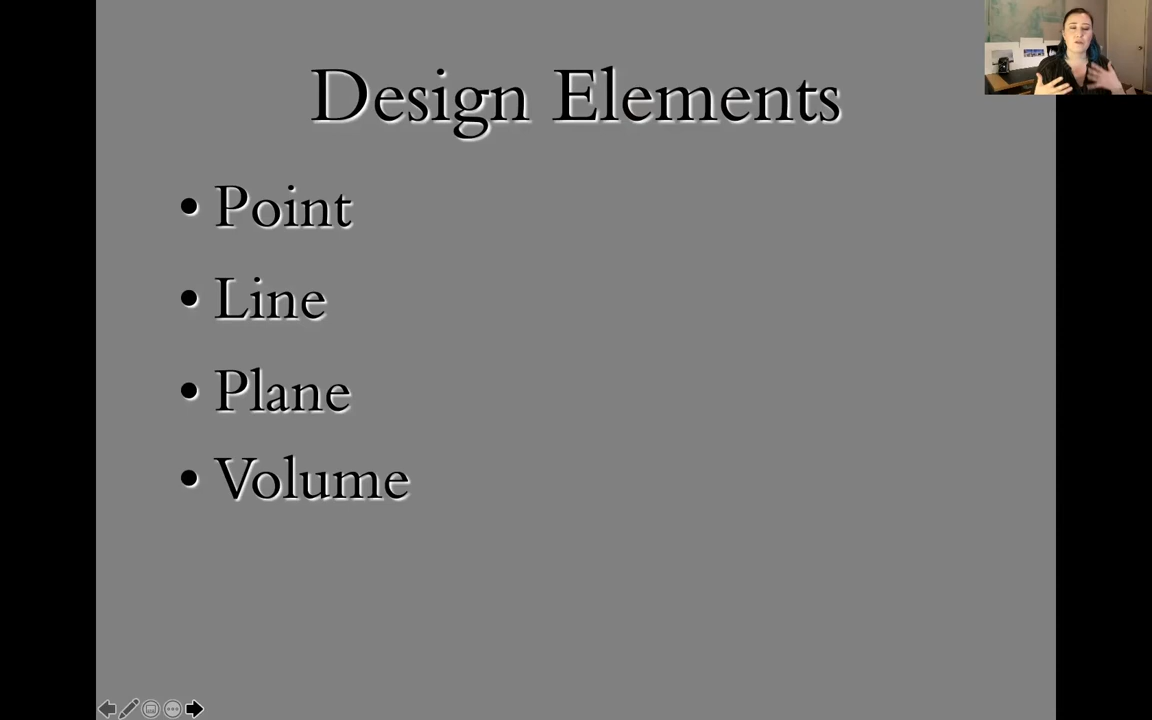 Design Elements
• Point
• Line
• Plane
• Volume